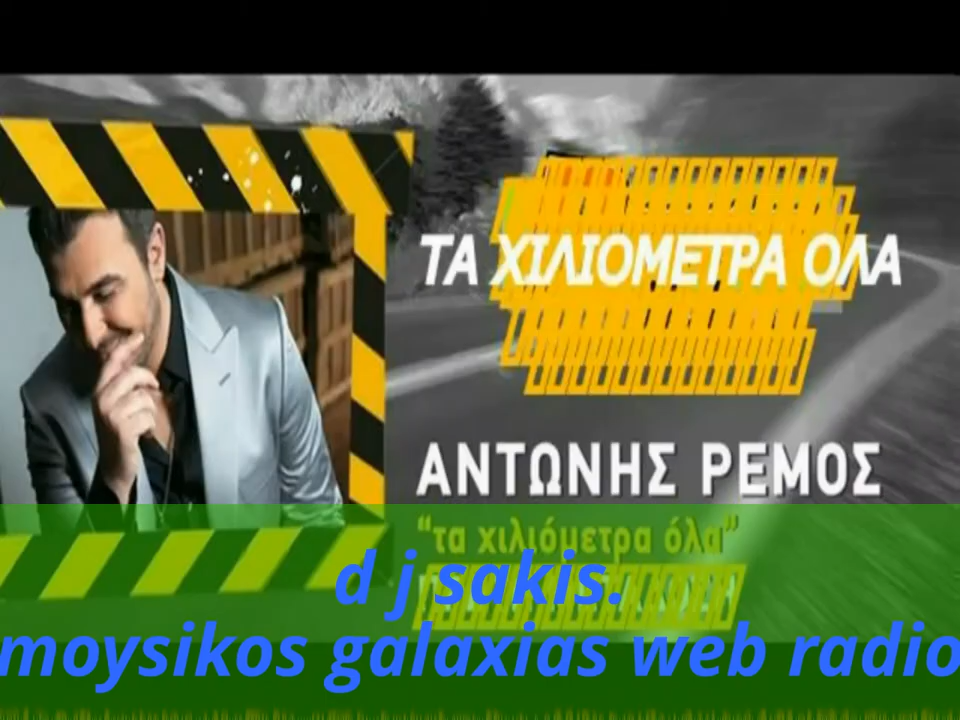 ΤΑ ΧΙΛΙΟΜΕΤΡΑ ΟΛΑ
ΑΝΤΩΝΗΣ ΡΕΜΟΣ
“τα χιλιόμετρα όλα”
d j sakis.
moysikos galaxias web radio